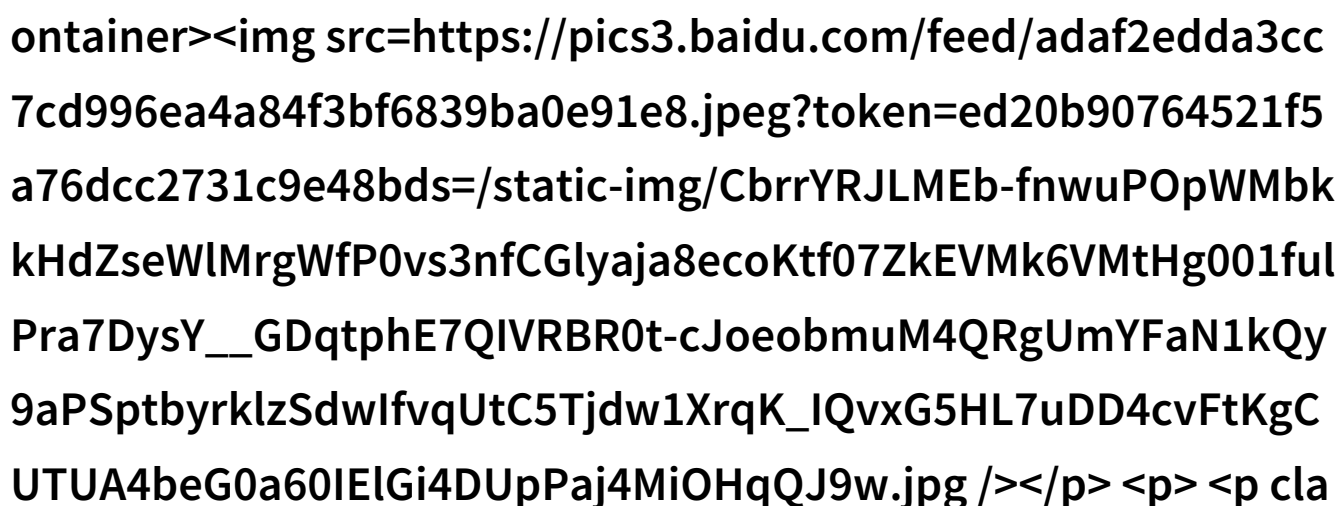 ontainer><img src=https://pics3.baidu.com/feed/adaf2edda3cc
7cd996ea4a84f3bf6839ba0e91e8.jpeg?token=ed20b90764521f5
a76dcc2731c9e48bds=/static-img/CbrrYRJLMEb-fnwuPOpWMbk
kHdZseWlMrgWfP0vs3nfCGlyaja8ecoKtf07ZkEVMk6VMtHg001ful
Pra7DysY__GDqtphE7QIVRBR0t-cJoeobmuM4QRgUmYFaN1kQy
9aPSptbyrklzSdwIfvqUtC5Tjdw1XrqK_IQvxG5HL7uDD4cvFtKgC
UTUA4beG0a60IElGi4DUpPaj4MiOHqQJ9w.jpg /></p> <p> <p cla